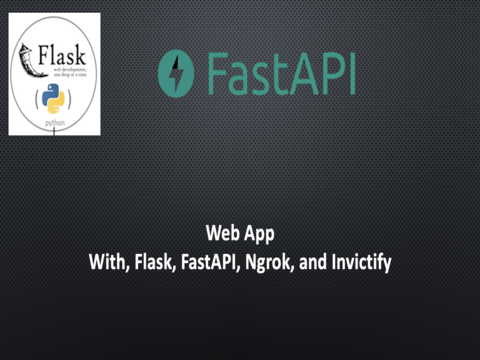 Flask
web development,
one drop at a time
python
FastAPI
Web App
With, Flask, FastAPI, Ngrok, and Invictify